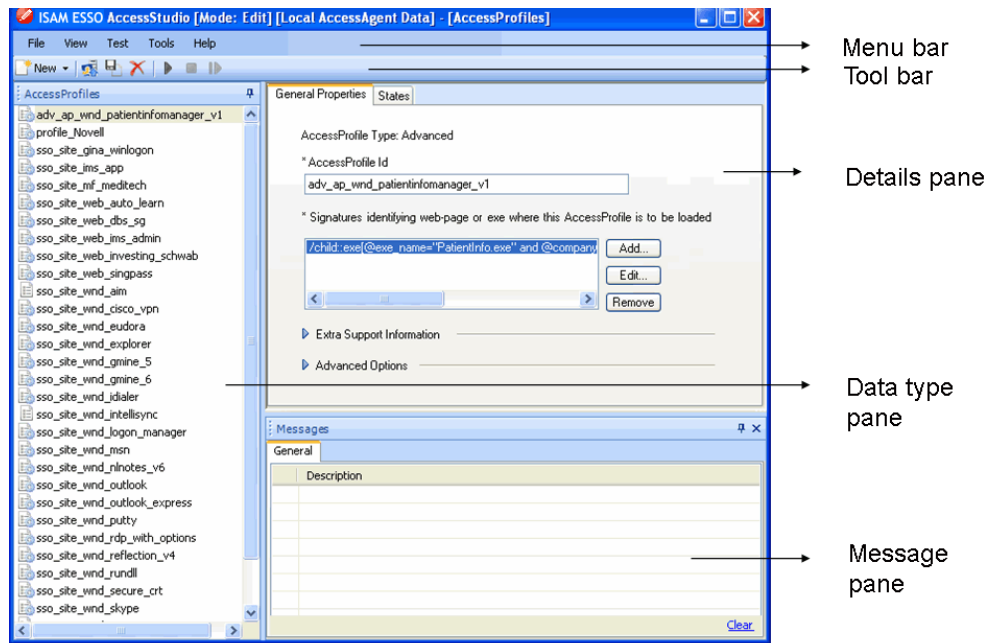 ISAM ESSO AccessStudio [Mode: Edit] [Local AccessAgent Data] - [AccessProfiles]
File View Test Tools Help
New
AccessProfiles
adv_ap_wnd_patientinfomanager_v1
profile_Novell
sso_site_gina_winlogon
sso_site_ims_app
sso_site_mf_meditech
sso_site_web_auto_learn
sso_site_web_dbs_sg
sso_site_web_ims_admin
sso_site_web_investing_schwab
sso_site_web_singpass
sso_site_wnd_aim
sso_site_wnd_cisco_vpn
sso_site_wnd_eudora
sso_site_wnd_explorer
sso_site_wnd_gmine_5
sso_site_wnd_gmine_6
sso_site_wnd_idialer
sso_site_wnd_intellisync
sso_site_wnd_logon_manager
sso_site_wnd_msn
sso_site_wnd_nlnotes_v6
sso_site_wnd_outlook
sso_site_wnd_outlook_express
sso_site_wnd_putty
sso_site_wnd_rdp_with_options
sso_site_wnd_reflection_v4
sso_site_wnd_rundll
sso_site_wnd_secure_crt
sso_site_wnd_skype
General Properties States
AccessProfile Type: Advanced
* AccessProfile Id
adv_ap_wnd_patientinfomanager_v1
* Signatures identifying web-page or exe where this AccessProfile is to be loaded
/child::exe[@exe_name="PatientInfo.exe" and @company
Add...
Edit...
Remove
Extra Support Information
Advanced Options
Messages
General
Description
Clear
Menu bar
Tool bar
Details pane
Data type
pane
Message
pane